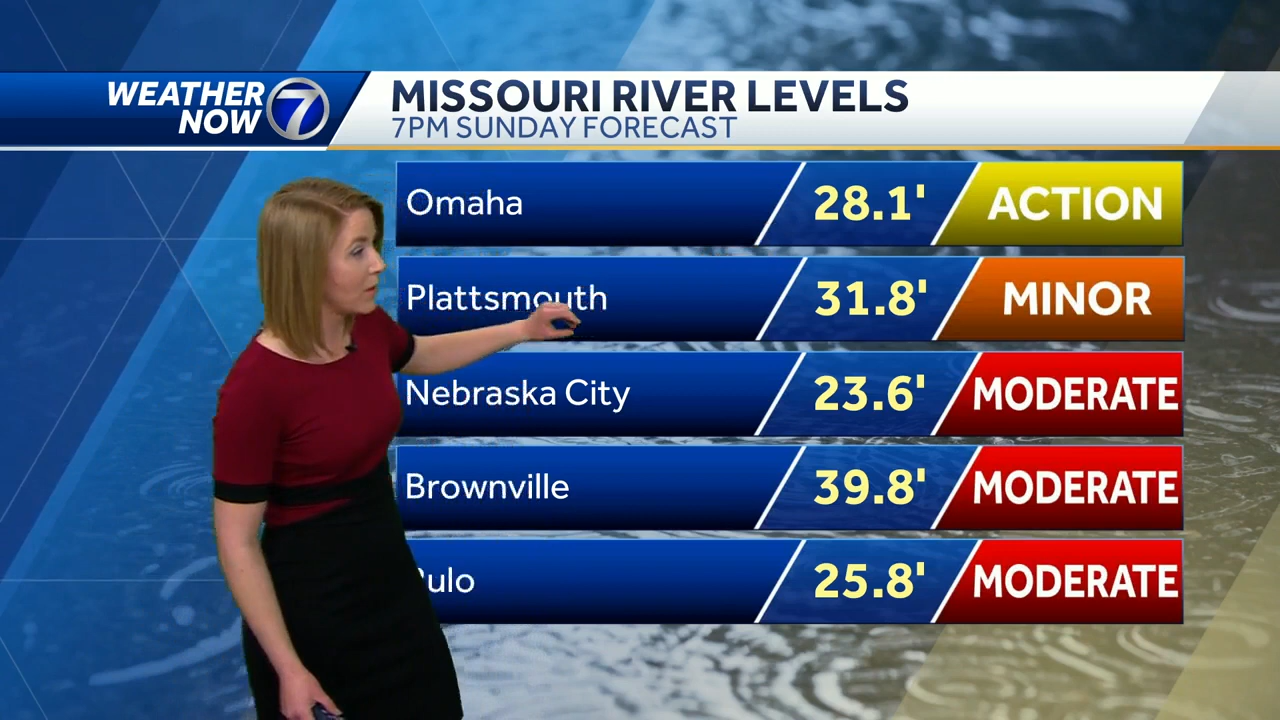 WEATHER
NOW 7
MISSOURI RIVER LEVELS
7PM SUNDAY FORECAST
Omaha 28.1' ACTION
Plattsmouth 31.8' MINOR
Nebraska City 23.6' MODERATE
Brownville 39.8' MODERATE
25.8' MODERATE